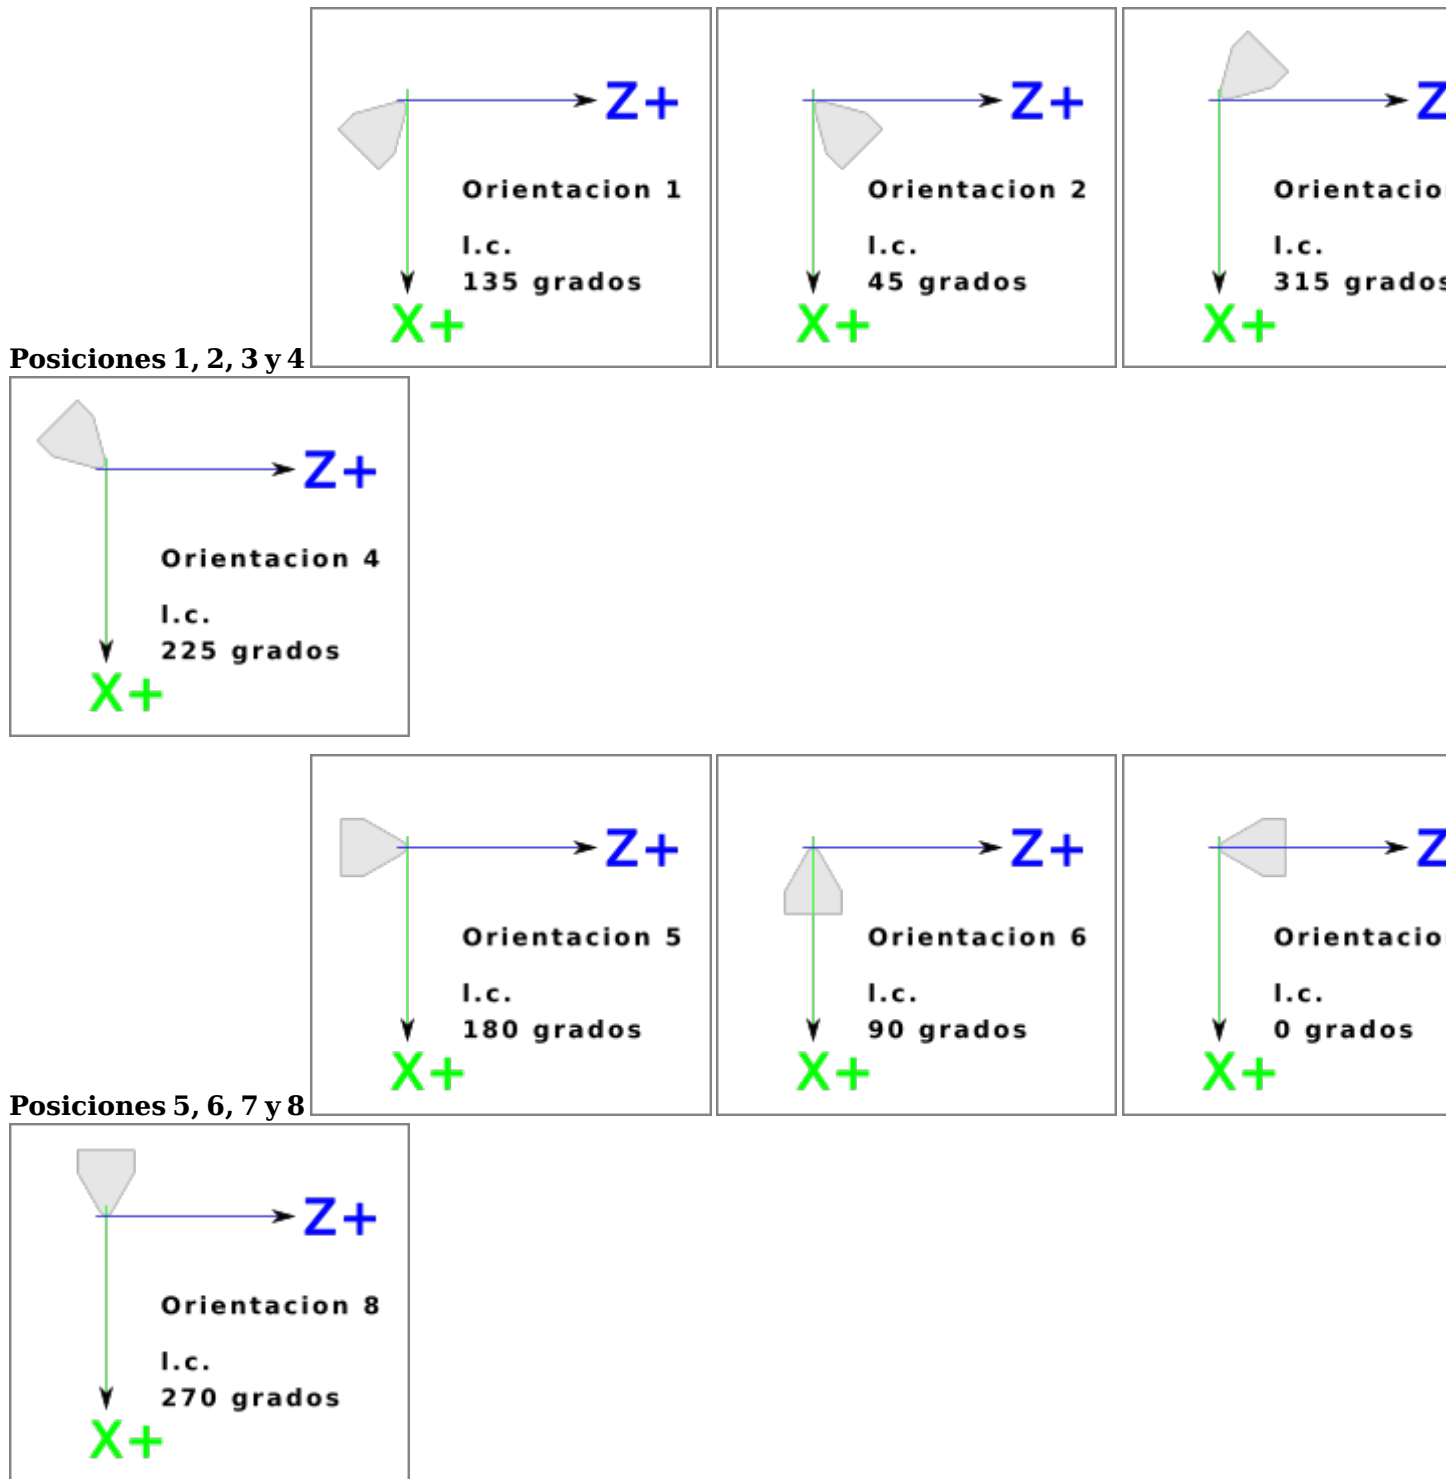 Z+
Orientacion 1
I.c.
135 grados
X+
Z+
Orientacion 2
I.c.
45 grados
X+
I.c.
315
X+
Posiciones 1, 2, 3 y 4
Z+
Orientacion 4
I.c.
225 grados
X+
Z+
Orientacion 5
I.c.
180 grados
X+
Z+
Orientacion 6
I.c.
90 grados
X+
I.c.
0 grados
X+
Posiciones 5, 6, 7 y 8
Z+
Orientacion 8
I.c.
270 grados
X+